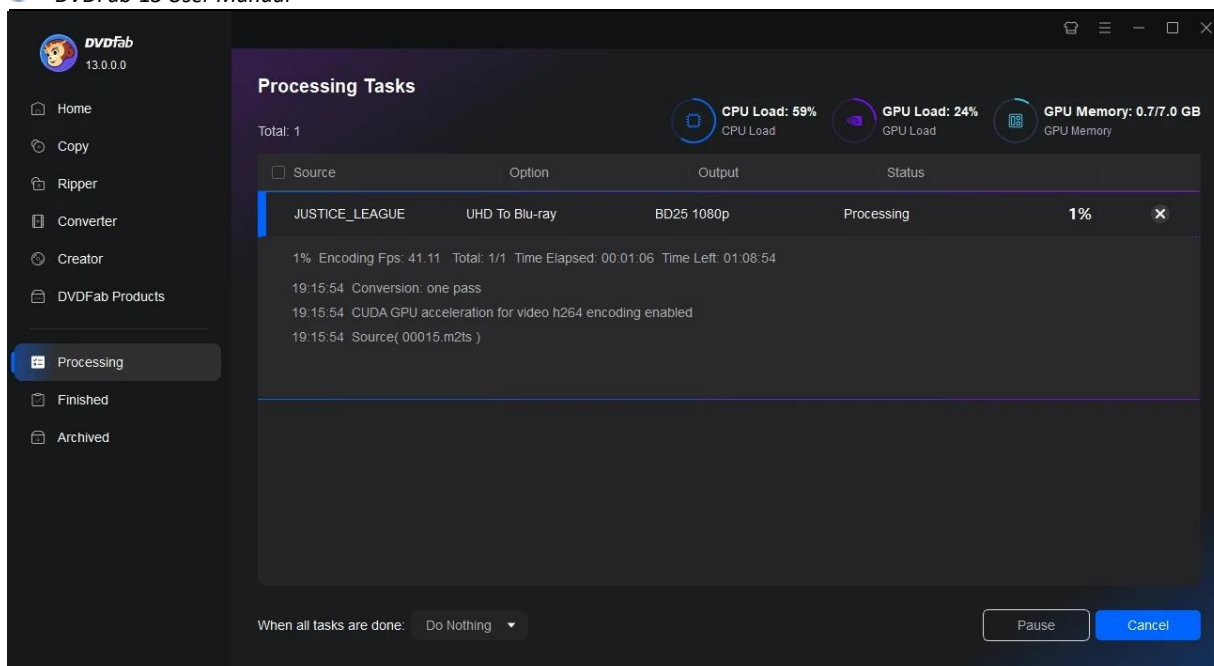 DVDFab 13 User Manual
DVDFab
13.0.0.0
Home
Copy
Ripper
Converter
Creator
DVDFab Products
Processing
Finished
Archived
Processing Tasks
Total: 1
CPU Load: 59%
CPU Load
GPU Load: 24%
GPU Load
GPU Memory: 0.7/7.0 GB
GPU Memory
Source Option Output Status
JUSTICE_LEAGUE UHD To Blu-ray BD25 1080p Processing 1%
1% Encoding Fps: 41.11 Total: 1/1 Time Elapsed: 00:01:06 Time Left: 01:08:54
19:15:54 Conversion: one pass
19:15:54 CUDA GPU acceleration for video h264 encoding enabled
19:15:54 Source( 00015.m2ts )
When all tasks are done: Do Nothing
Pause Cancel